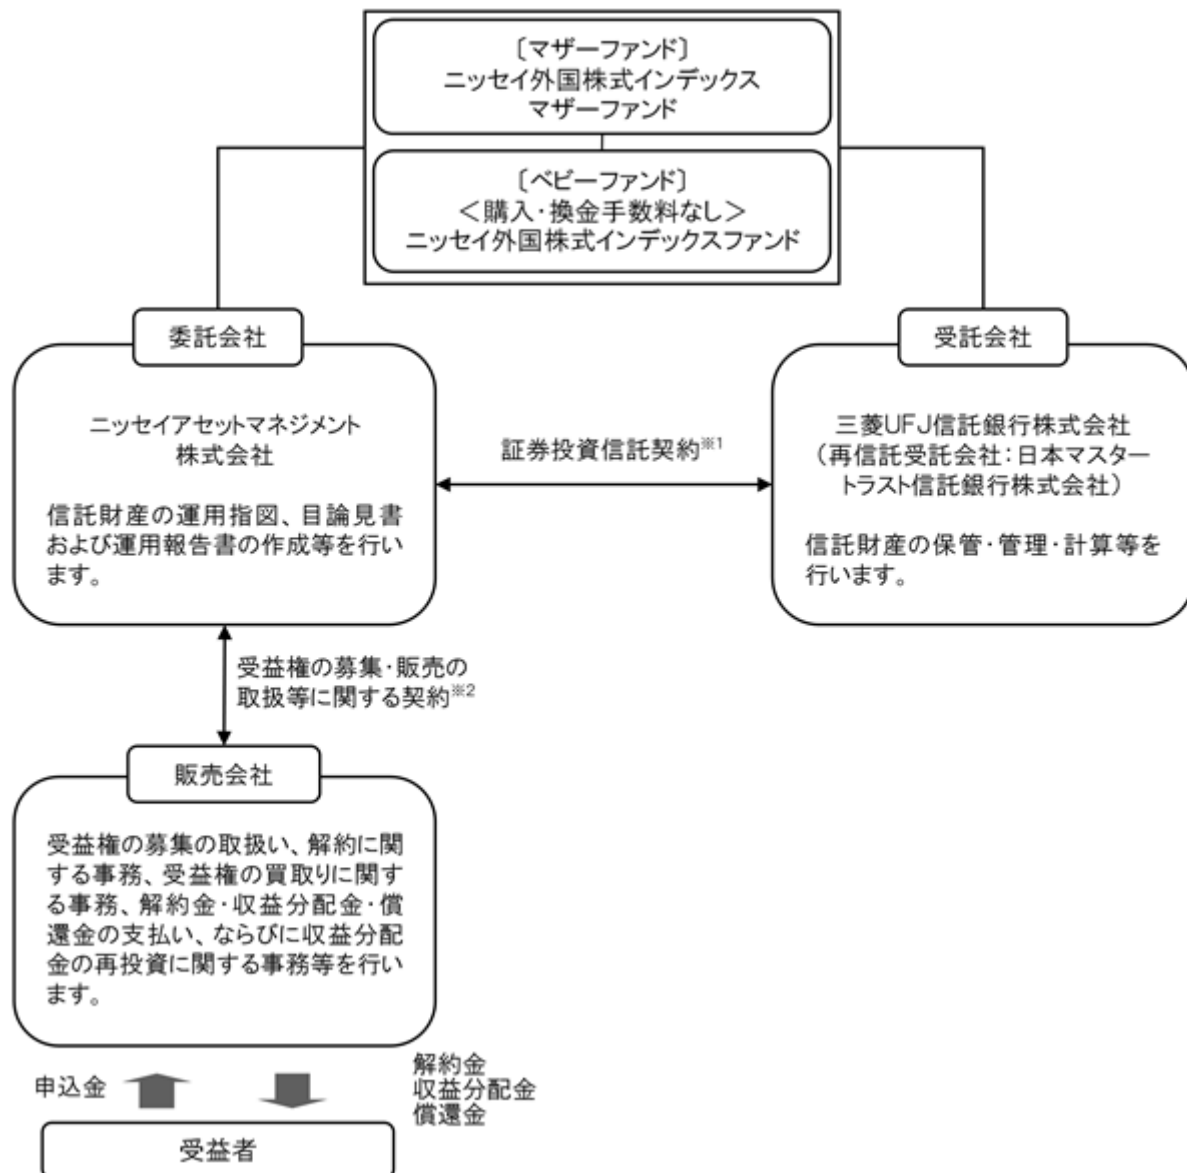 〔マザーファンド〕
ニッセイ外国株式インデックス
マザーファンド
〔ベビーファンド〕
＜購入・換金手数料なし＞
ニッセイ外国株式インデックスファンド
委託会社
ニッセイアセットマネジメント
株式会社
信託財産の運用指図、目論見書
および運用報告書の作成等を行い
ます。
証券投資信託契約※1
受託会社
三菱UFJ信託銀行株式会社
（再信託受託会社：日本マスター
トラスト信託銀行株式会社）
信託財産の保管・管理・計算等を
行います。
受益権の募集・販売の
取扱等に関する契約※2
販売会社
受益権の募集の取扱い、解約に関
する事務、受益権の買取りに関す
る事務、解約金・収益分配金・償
還金の支払い、ならびに収益分配
金の再投資に関する事務等を行い
ます。
申込金
解約金
収益分配金
償還金
受益者